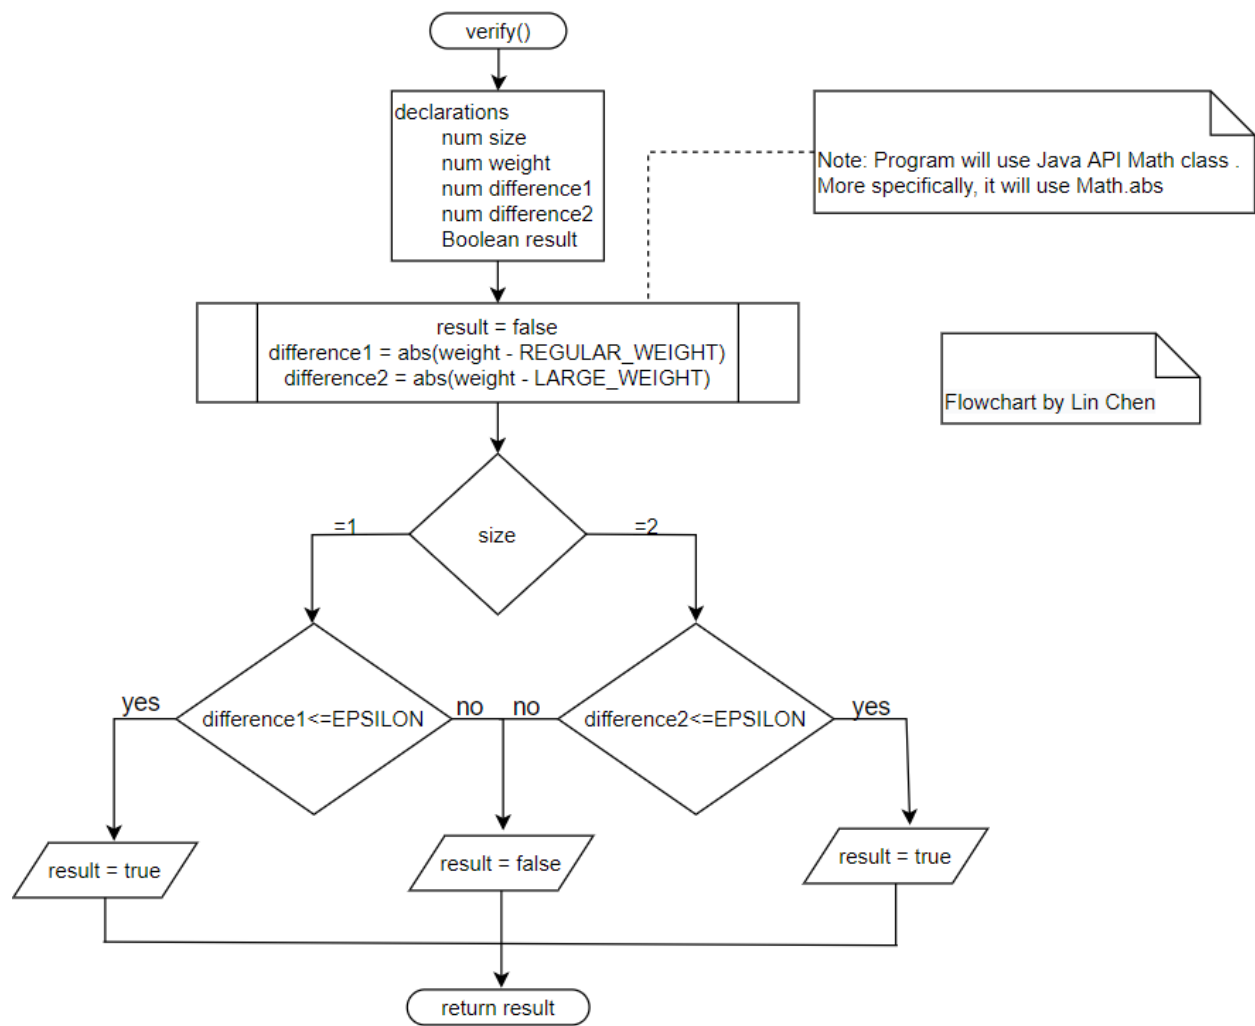 verify()
declarations
num size
num weight
num difference1
num difference2
Boolean result
Note: Program will use Java API Math class .
More specifically, it will use Math.abs
result = false
difference1 = abs(weight - REGULAR_WEIGHT)
difference2 = abs(weight - LARGE_WEIGHT)
Flowchart by Lin Chen
=1
size
=2
yes
difference1<=EPSILON
no
no
difference2<=EPSILON
yes
result = true
result = false
result = true
return result